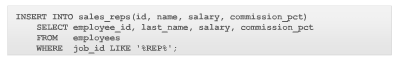 INSERT INTO sales_reps(id, name, salary, commission_pct)
SELECT employee_id, last_name, salary, commission_pct
FROM employees
WHERE job_id LIKE '%REP%';